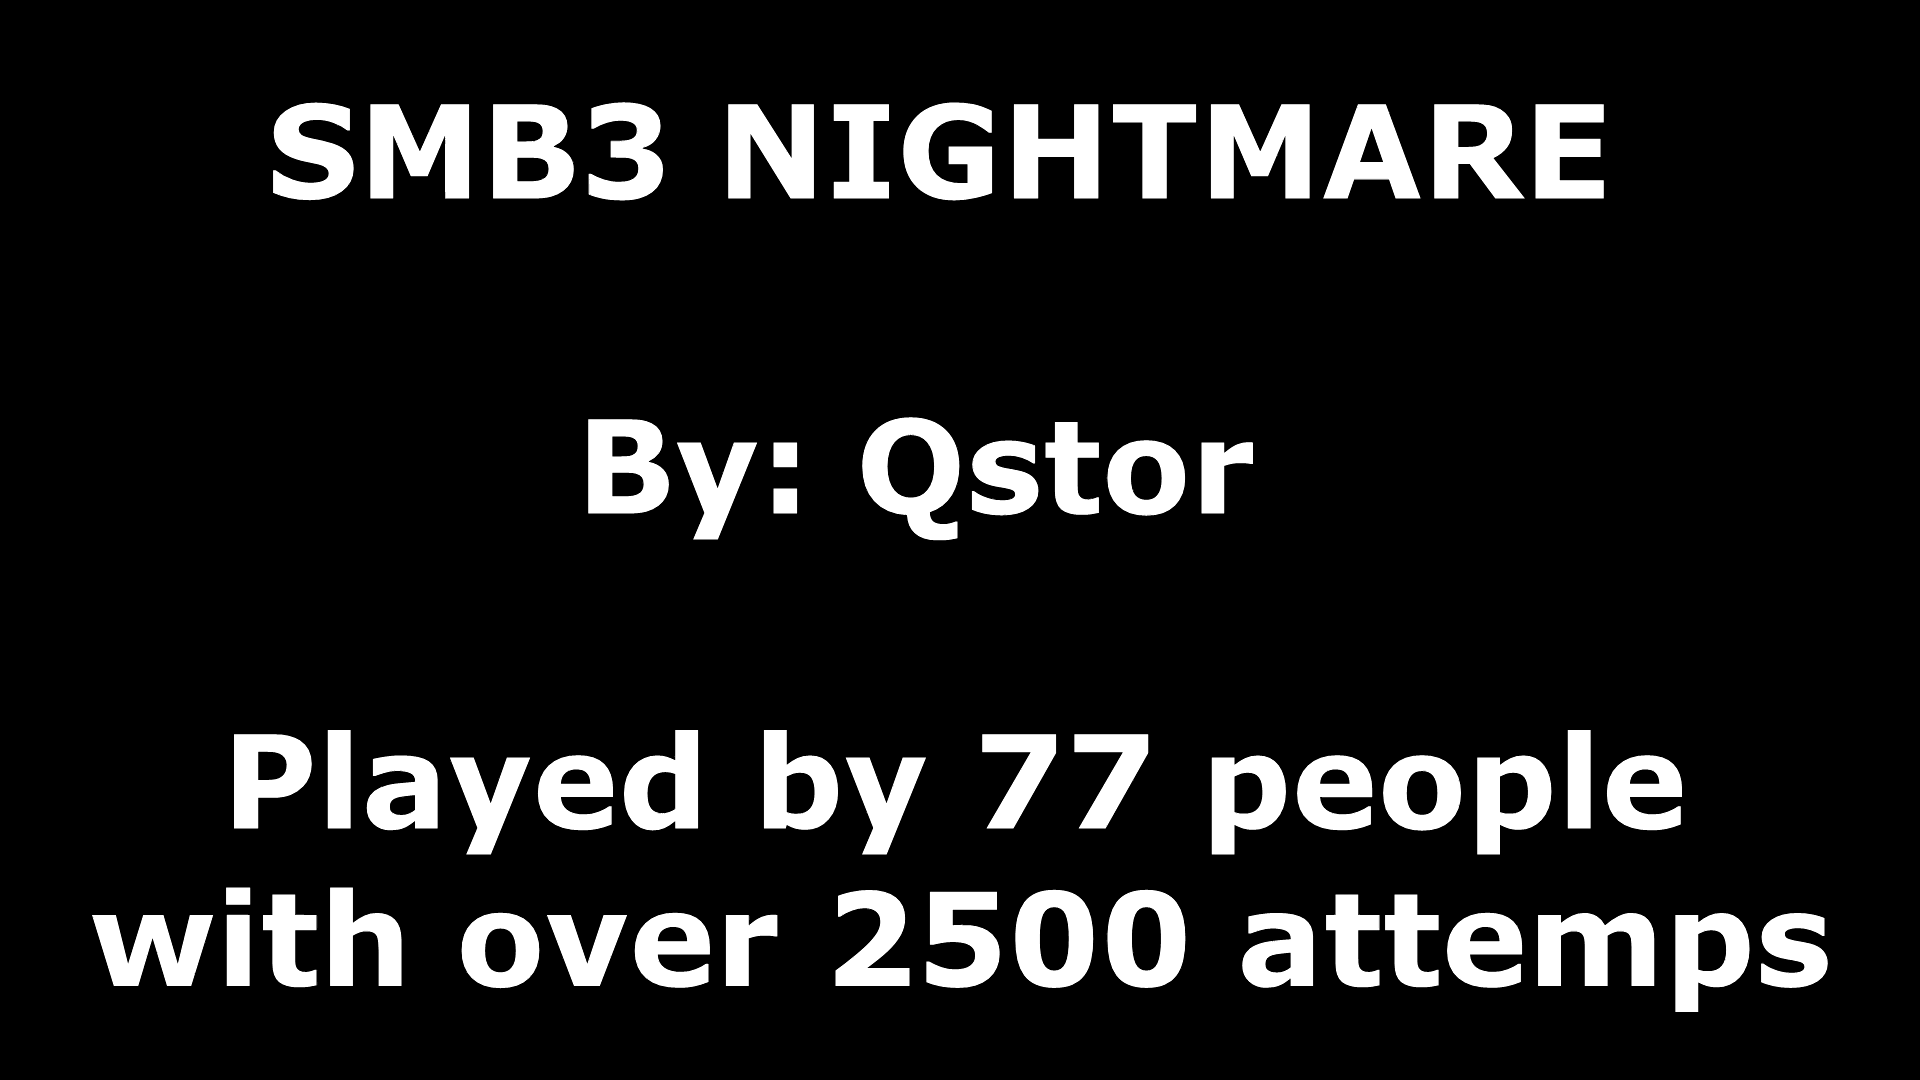 SMB3 NIGHTMARE
By: Qstor
Played by 77 people
with over 2500 attemps